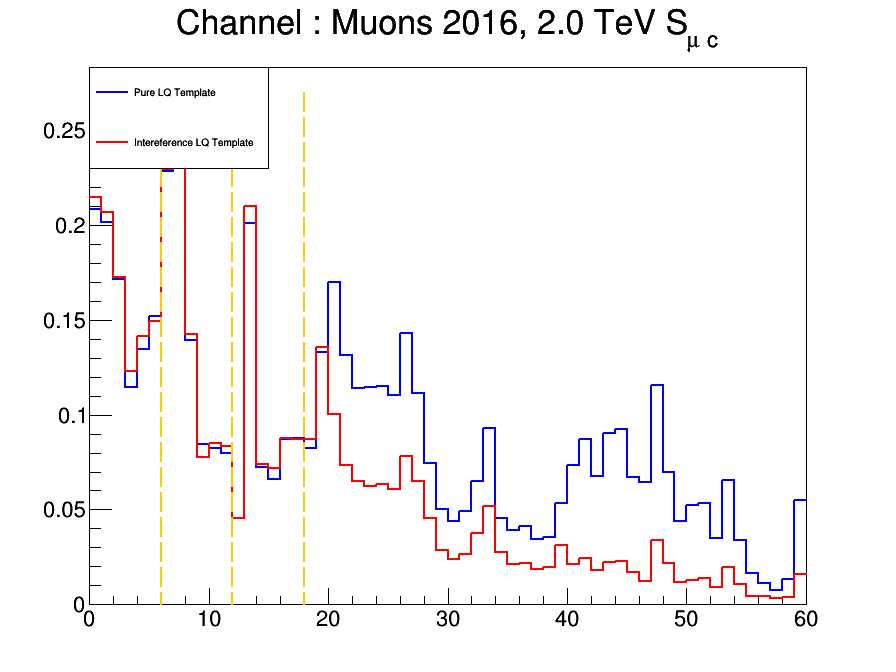 Channel : Muons 2016, 2.0 TeV S μ c
Pure LQ Template
Intereference LQ Template
0.25
0.2
0.15
0.1
0.05
0
0 10 20 30 40 50 60